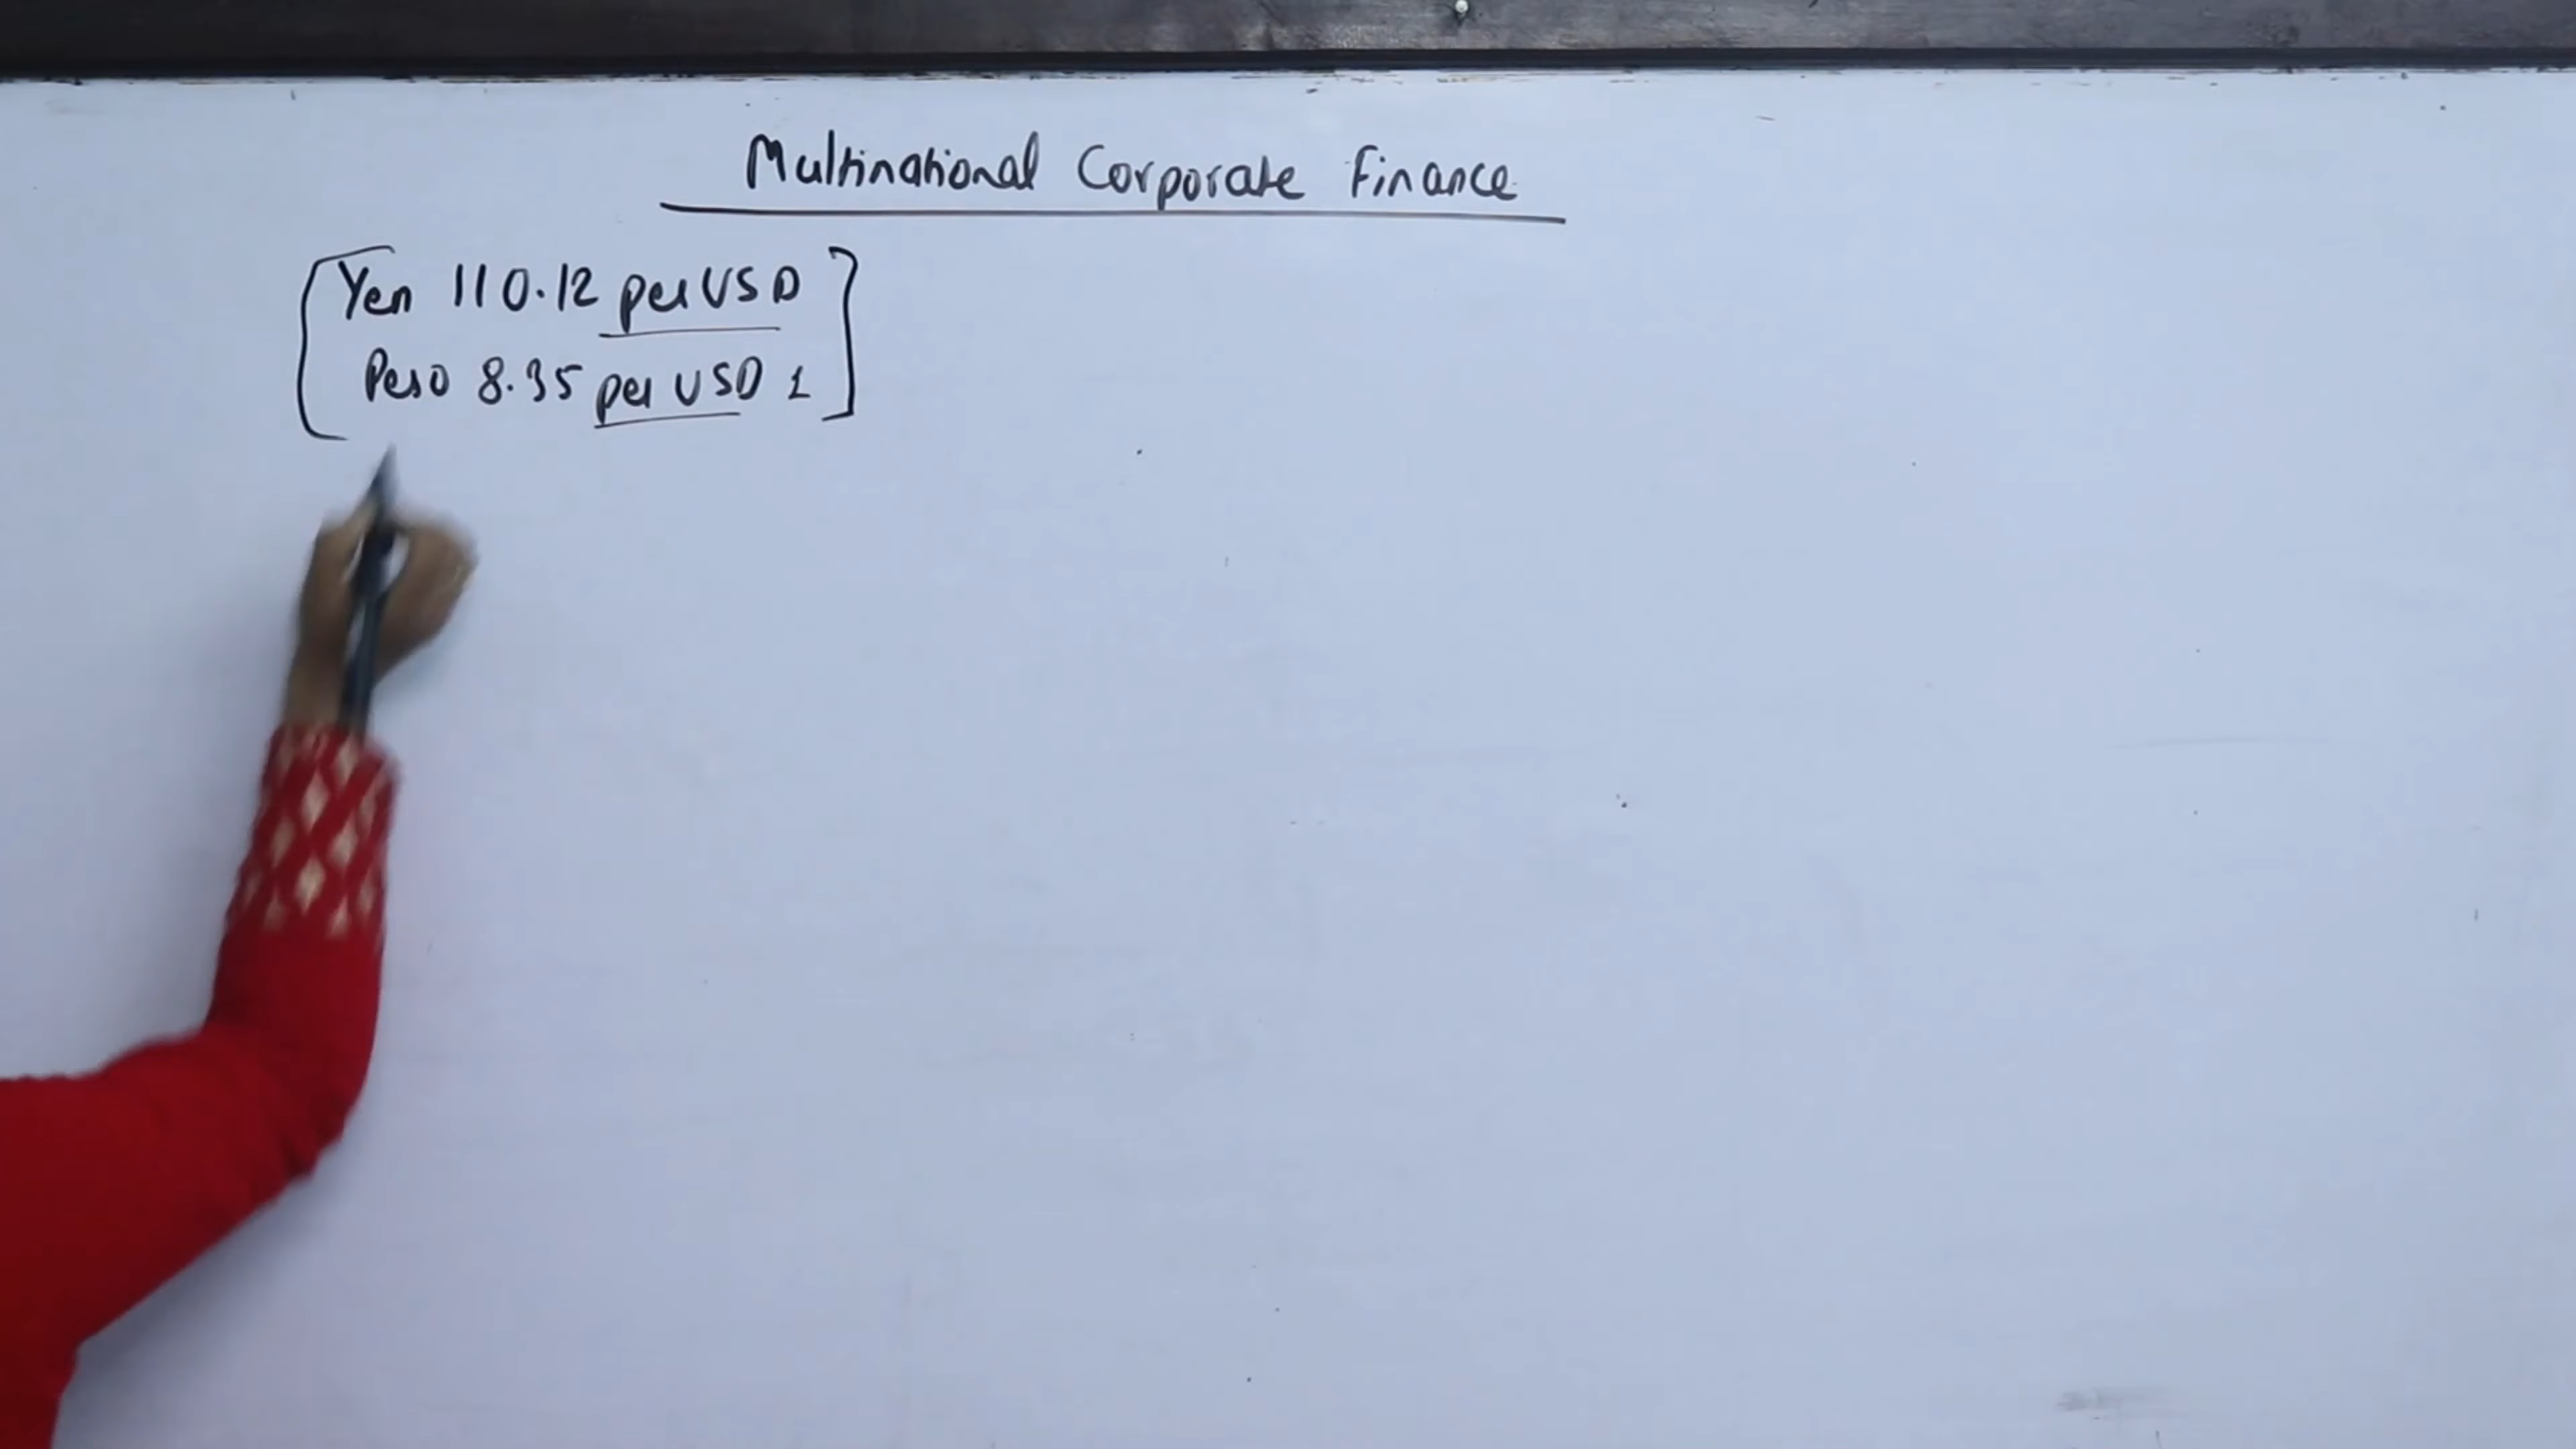 Multinational Corporate Finance
Yen 110.12 per USD
Peso 8.35 per USD 1